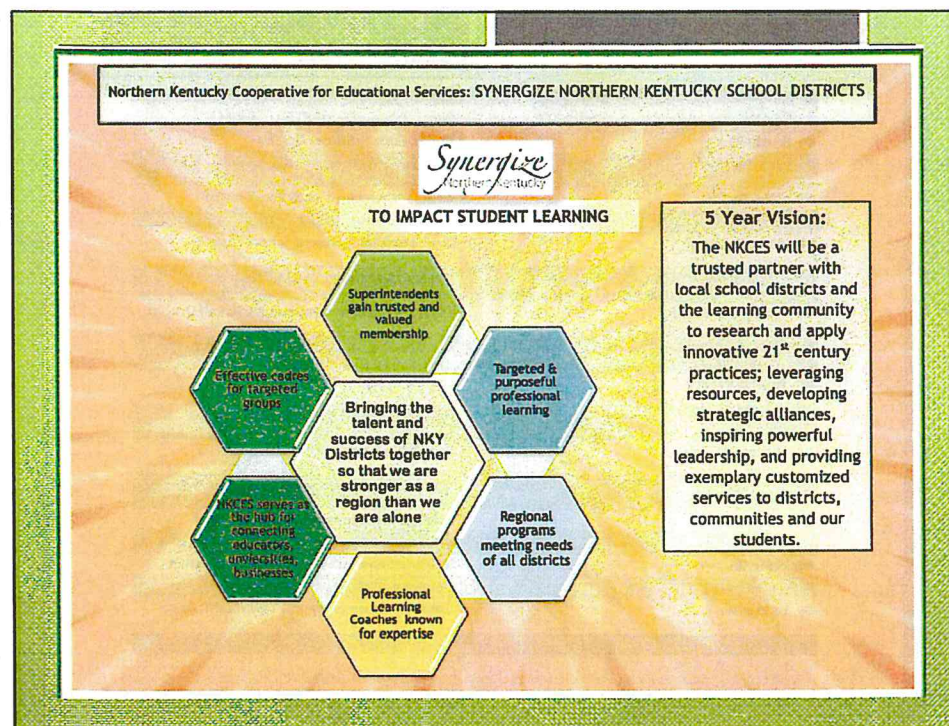 Northern Kentucky Cooperative for Educational Services: SYNERGIZE NORTHERN KENTUCKY SCHOOL DISTRICTS
Synergize
Northern Kentucky
TO IMPACT STUDENT LEARNING
Superintendents
gain trusted and
valued
membership
Targeted &
purposeful
professional
learning
Regional
programs
meeting needs
of all districts
Professional
Learning
Coaches known
for expertise
NKCES serves as
the hub for
connecting
educators,
unviersities,
businesses
Effective cadres
for targeted
groups
Bringing the
talent and
success of NKY
Districts together
so that we are
stronger as a
region than we
are alone
5 Year Vision:
The NKCES will be a
trusted partner with
local school districts and
the learning community
to research and apply
innovative 21st century
practices; leveraging
resources, developing
strategic alliances,
inspiring powerful
leadership, and providing
exemplary customized
services to districts,
communities and our
students.